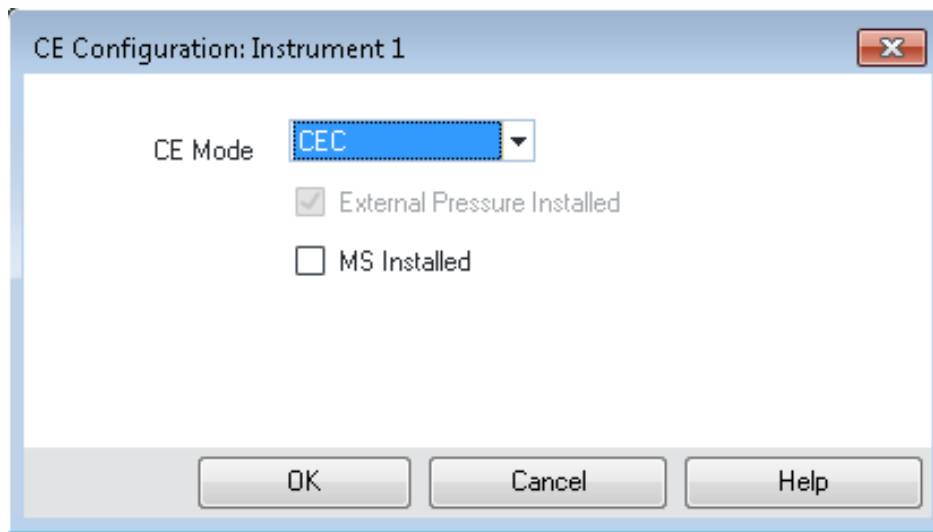 CE Configuration: Instrument 1
CE Mode CEC
External Pressure Installed
MS Installed
OK Cancel Help